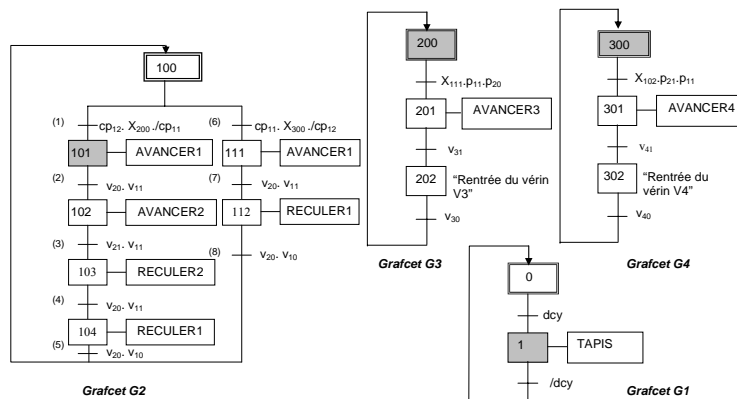 100
(1) cp12. X200 ./cp11
(6) cp11. X300 ./cp12
101 AVANCER1
111 AVANCER1
(2) v20. v11
(7) v20. v11
102 AVANCER2
112 RECULER1
(3) v21. v11
(8) v20. v10
103 RECULER2
(4) v20. v11
104 RECULER1
(5) v20. v10
Grafcet G2
200
X111.p11.p20
201 AVANCER3
v31
202 “Rentrée du vérin
V3”
v30
Grafcet G3
300
X102.p21.p11
301 AVANCER4
v41
302 “Rentrée du
vérin V4”
v40
Grafcet G4
0
dcy
1 TAPIS
/dcy
Grafcet G1